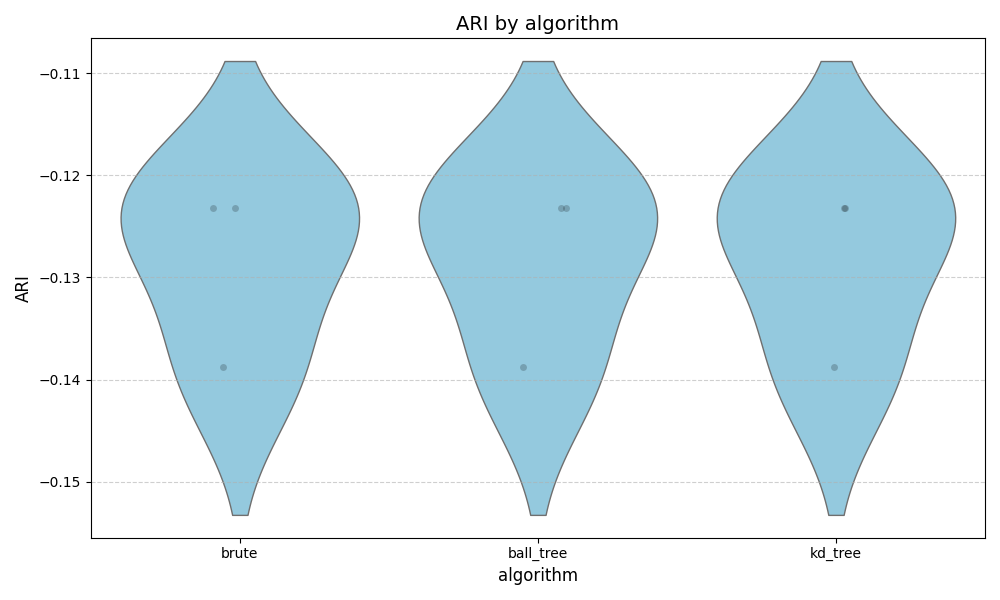 ARI by algorithm
ARI
−0.11
−0.12
−0.13
−0.14
−0.15
brute
ball_tree
kd_tree
algorithm